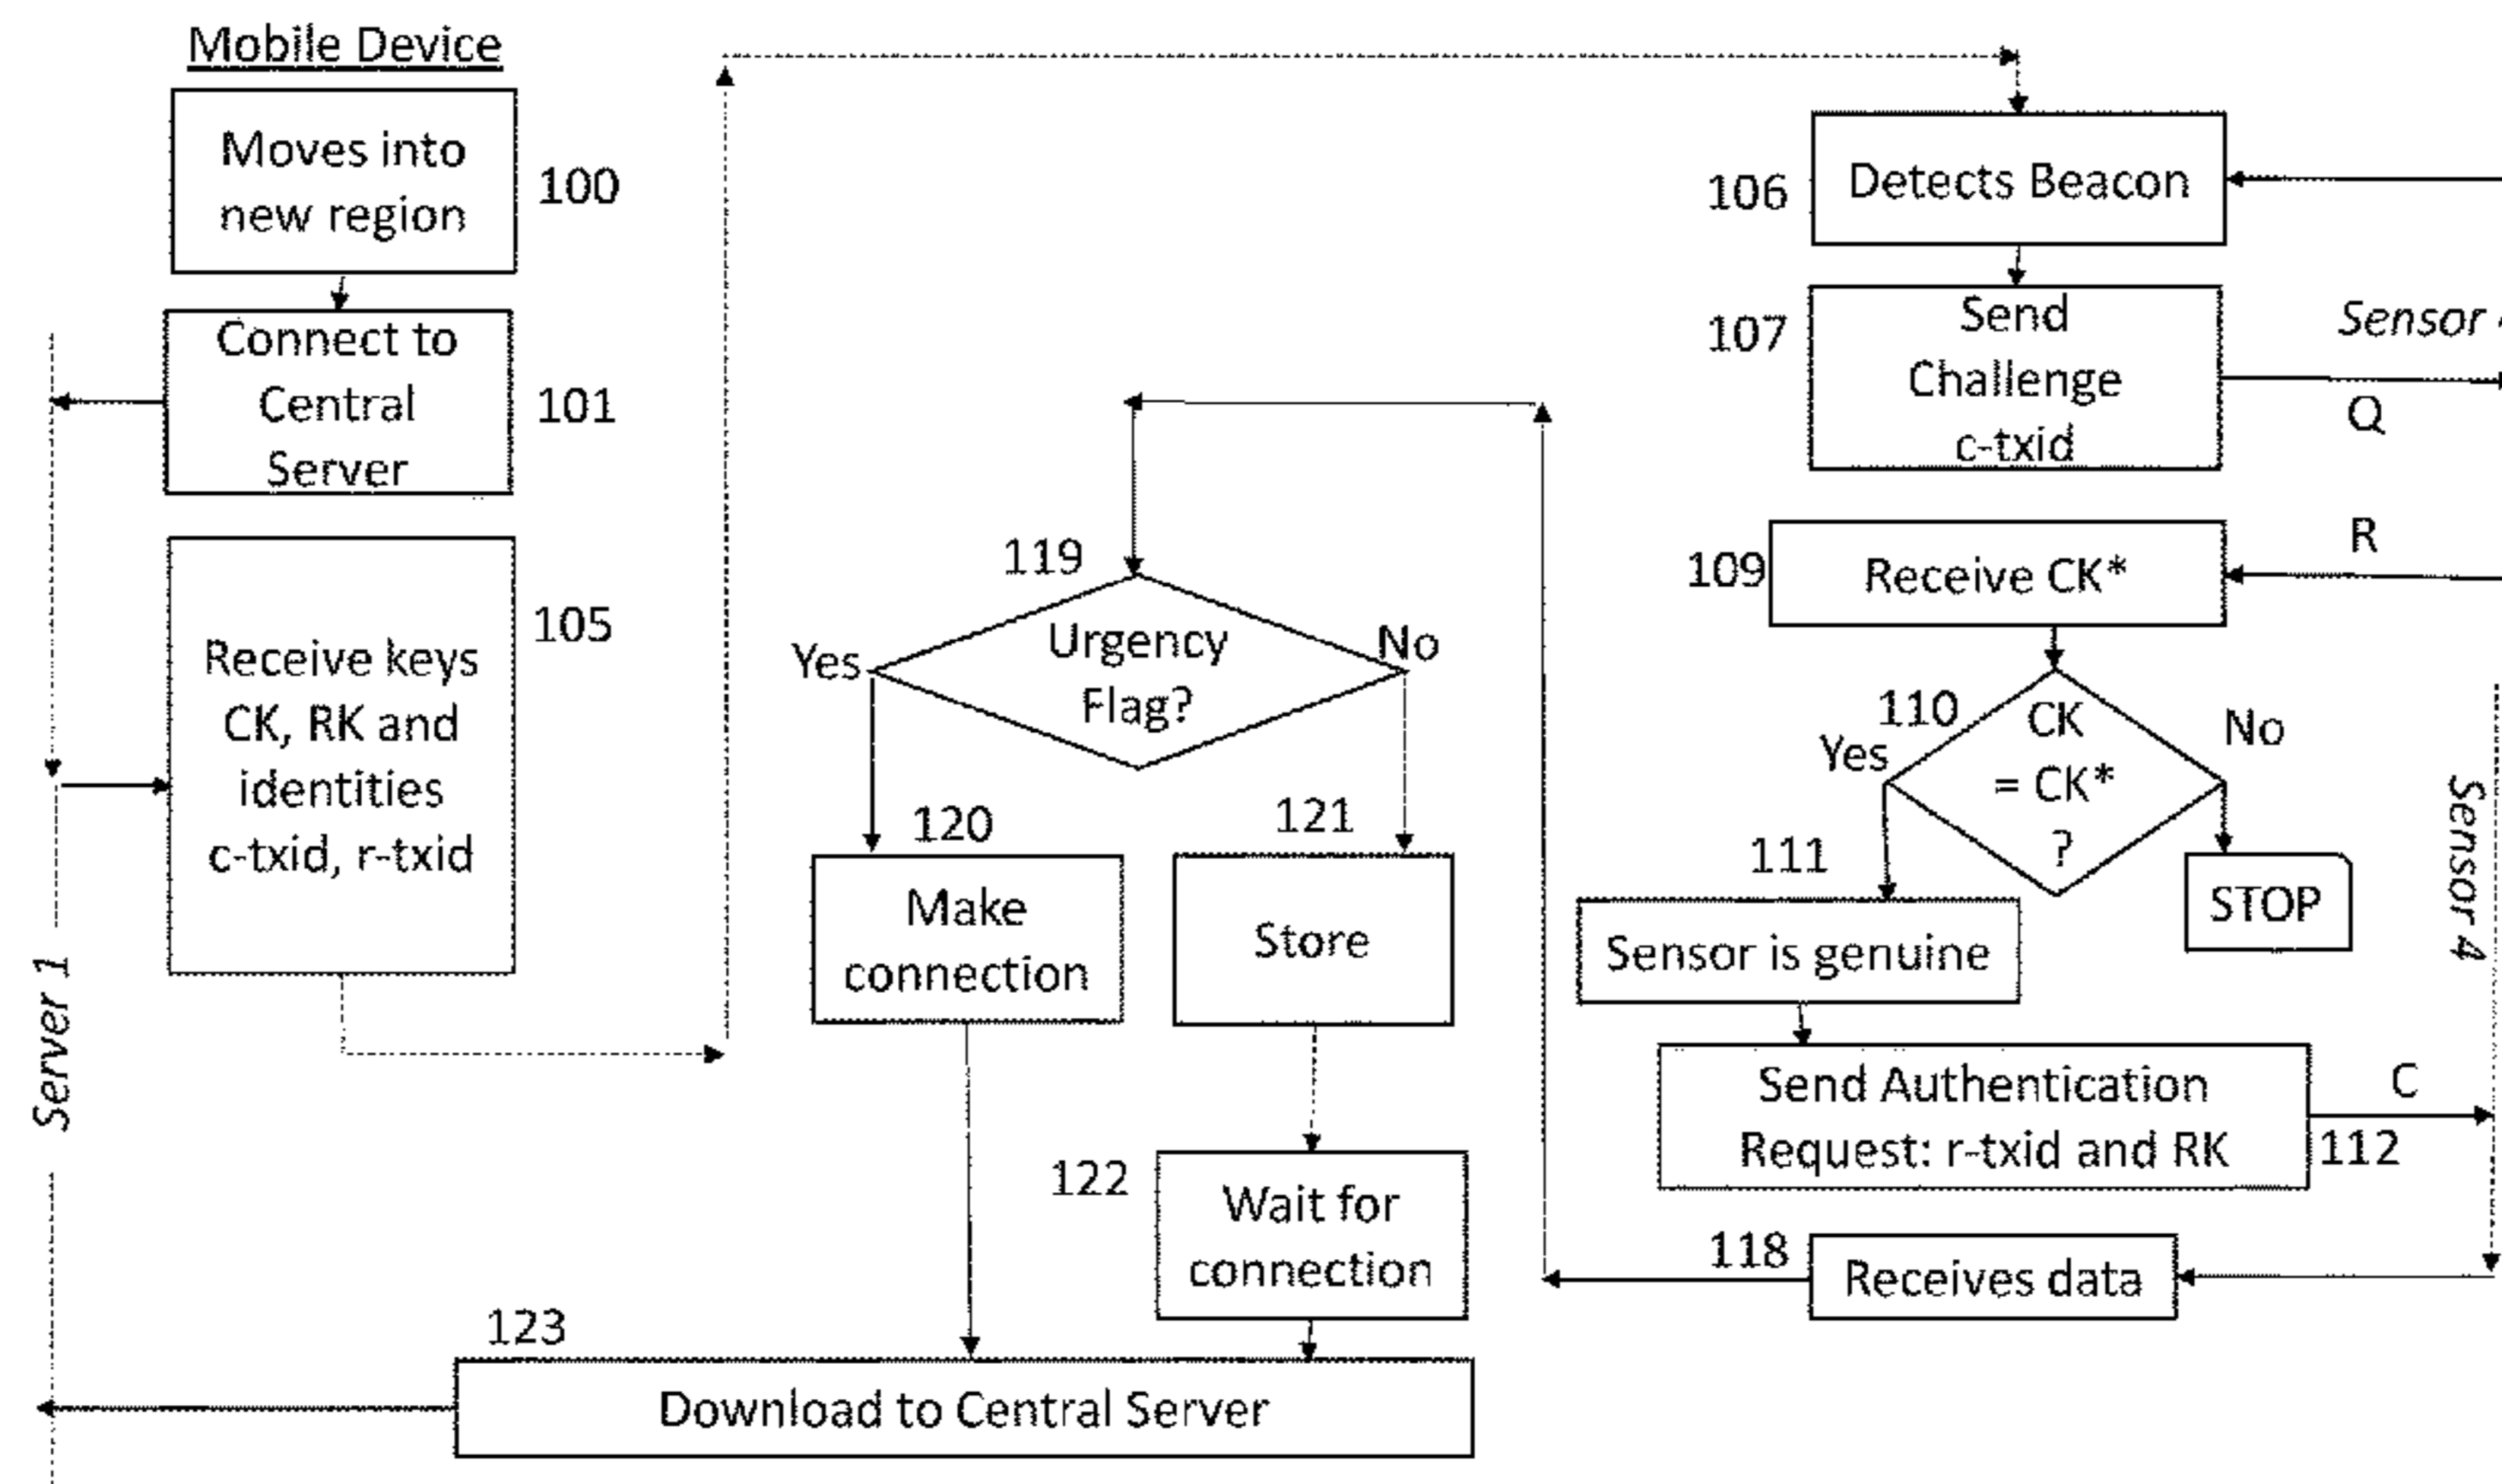 Mobile Device
Moves into
new region
100
Connect to
Central
Server
101
Receive keys
CK, RK and
identities
c-txid, r-txid
105
Server 1
106
Detects Beacon
107
Send
Challenge
c-txid
Sensor
Q
109
Receive CK*
R
110
CK
= CK*
?
Yes
No
STOP
111
Sensor is genuine
Send Authentication
Request: r-txid and RK
C
112
Sensor 4
118
Receives data
119
Urgency
Flag?
Yes
No
120
Make
connection
121
Store
122
Wait for
connection
123
Download to Central Server